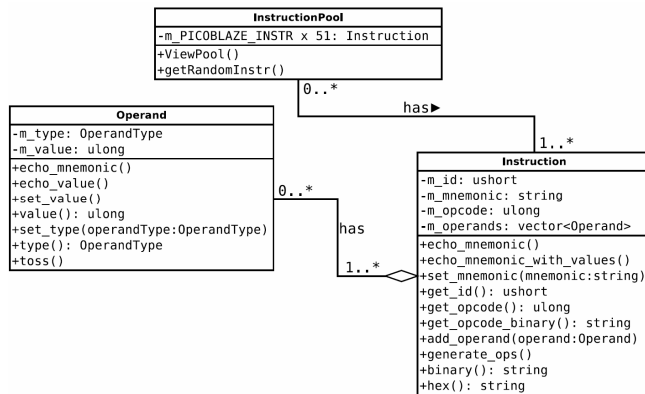 InstructionPool
-m_PICOBLAZE_INSTR x 51: Instruction
+ViewPool()
+getRandomInstr()
0..*
has►
1..*
Operand
-m_type: OperandType
-m_value: ulong
+echo_mnemonic()
+echo_value()
+set_value()
+value(): ulong
+set_type(operandType:OperandType)
+type(): OperandType
+toss()
0..*
has
1..*
Instruction
-m_id: ushort
-m_mnemonic: string
-m_opcode: ulong
-m_operands: vector<Operand>
+echo_mnemonic()
+echo_mnemonic_with_values()
+set_mnemonic(mnemonic:string)
+get_id(): ushort
+get_opcode(): ulong
+get_opcode_binary(): string
+add_operand(operand:Operand)
+generate_ops()
+binary(): string
+hex(): string